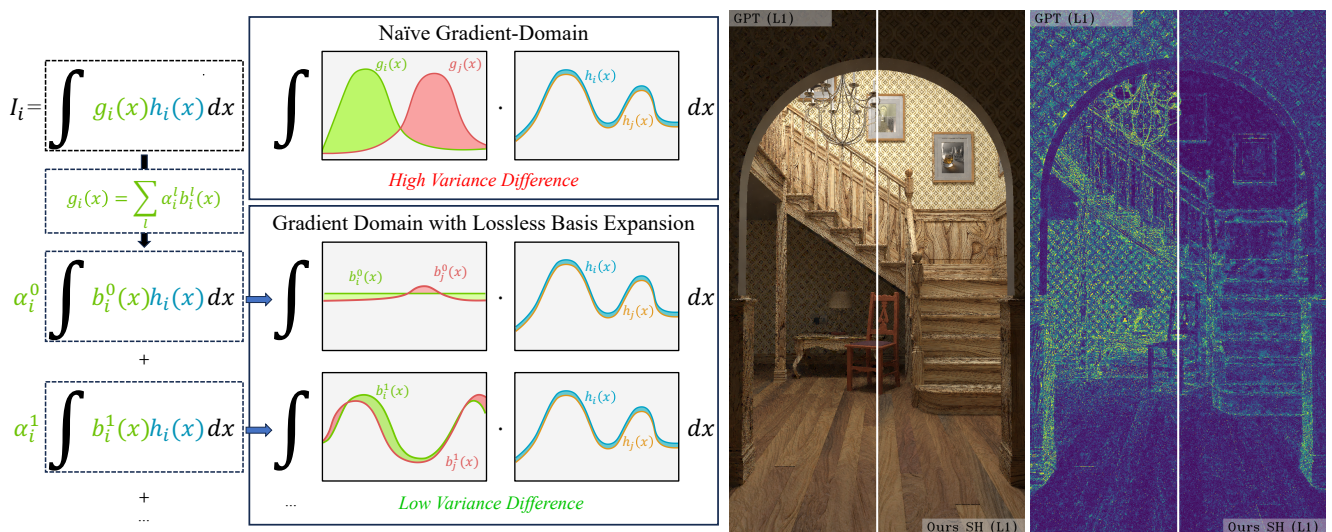 I_i = ∫ g_i(x)h_i(x)dx
g_i(x) = ∑_l α_i^l b_i^l(x)
α_i^0 ∫ b_i^0(x)h_i(x)dx
+
α_i^1 ∫ b_i^1(x)h_i(x)dx
+
...
Naïve Gradient-Domain
∫ g_i(x) g_j(x) · h_i(x) h_j(x) dx
High Variance Difference
Gradient Domain with Lossless Basis Expansion
∫ b_i^0(x) b_j^0(x) · h_i(x) h_j(x) dx
∫ b_i^1(x) b_j^1(x) · h_i(x) h_j(x) dx
...
Low Variance Difference
GPT (L1)
Ours SH (L1)
GPT (L1)
Ours SH (L1)